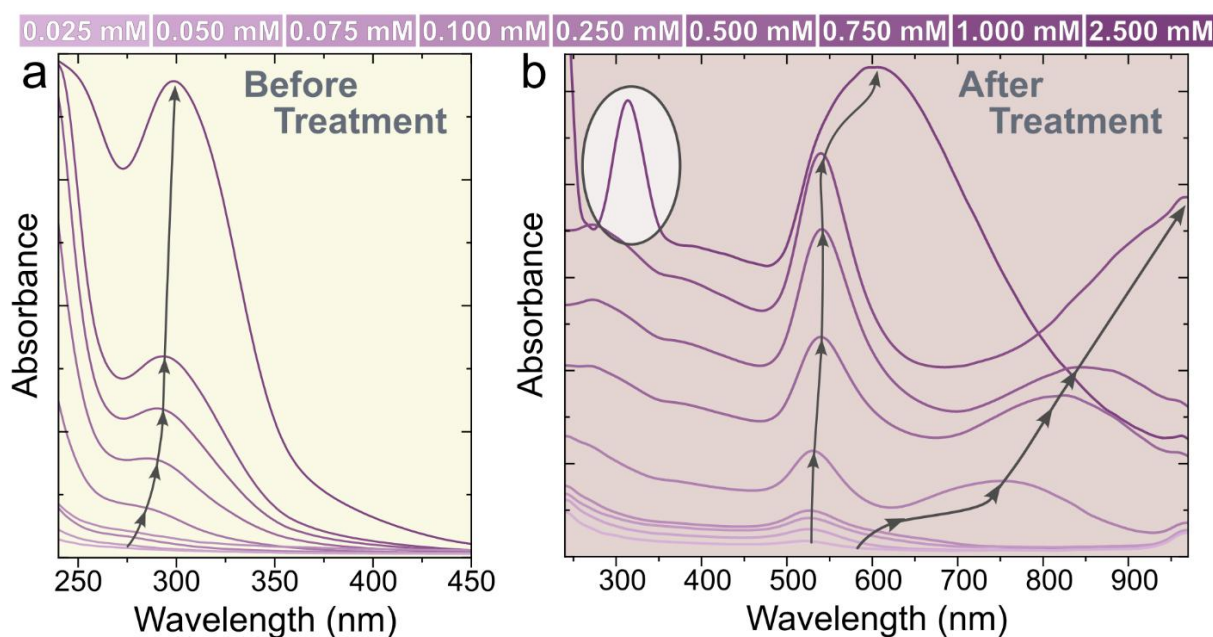 0.025 mM 0.050 mM 0.075 mM 0.100 mM 0.250 mM 0.500 mM 0.750 mM 1.000 mM 2.500 mM
a
Before
Treatment
Absorbance
250 300 350 400 450
Wavelength (nm)
b
After
Treatment
Absorbance
300 400 500 600 700 800 900
Wavelength (nm)